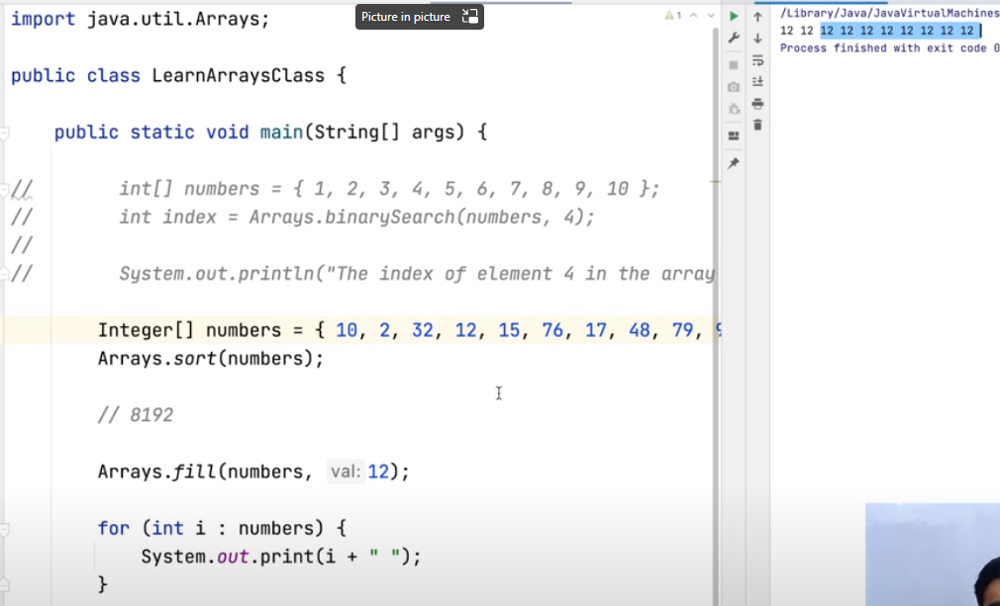 import java.util.Arrays;
Picture in picture
1
public class LearnArraysClass {
public static void main(String[] args) {
// int[] numbers = { 1, 2, 3, 4, 5, 6, 7, 8, 9, 10 };
// int index = Arrays.binarySearch(numbers, 4);
//
// System.out.println("The index of element 4 in the array
Integer[] numbers = { 10, 2, 32, 12, 15, 76, 17, 48, 79, 9
Arrays.sort(numbers);
// 8192
Arrays.fill(numbers, val: 12);
for (int i : numbers) {
System.out.print(i + " ");
}
/Library/Java/JavaVirtualMachines
12 12 12 12 12 12 12 12 12 12
Process finished with exit code 0